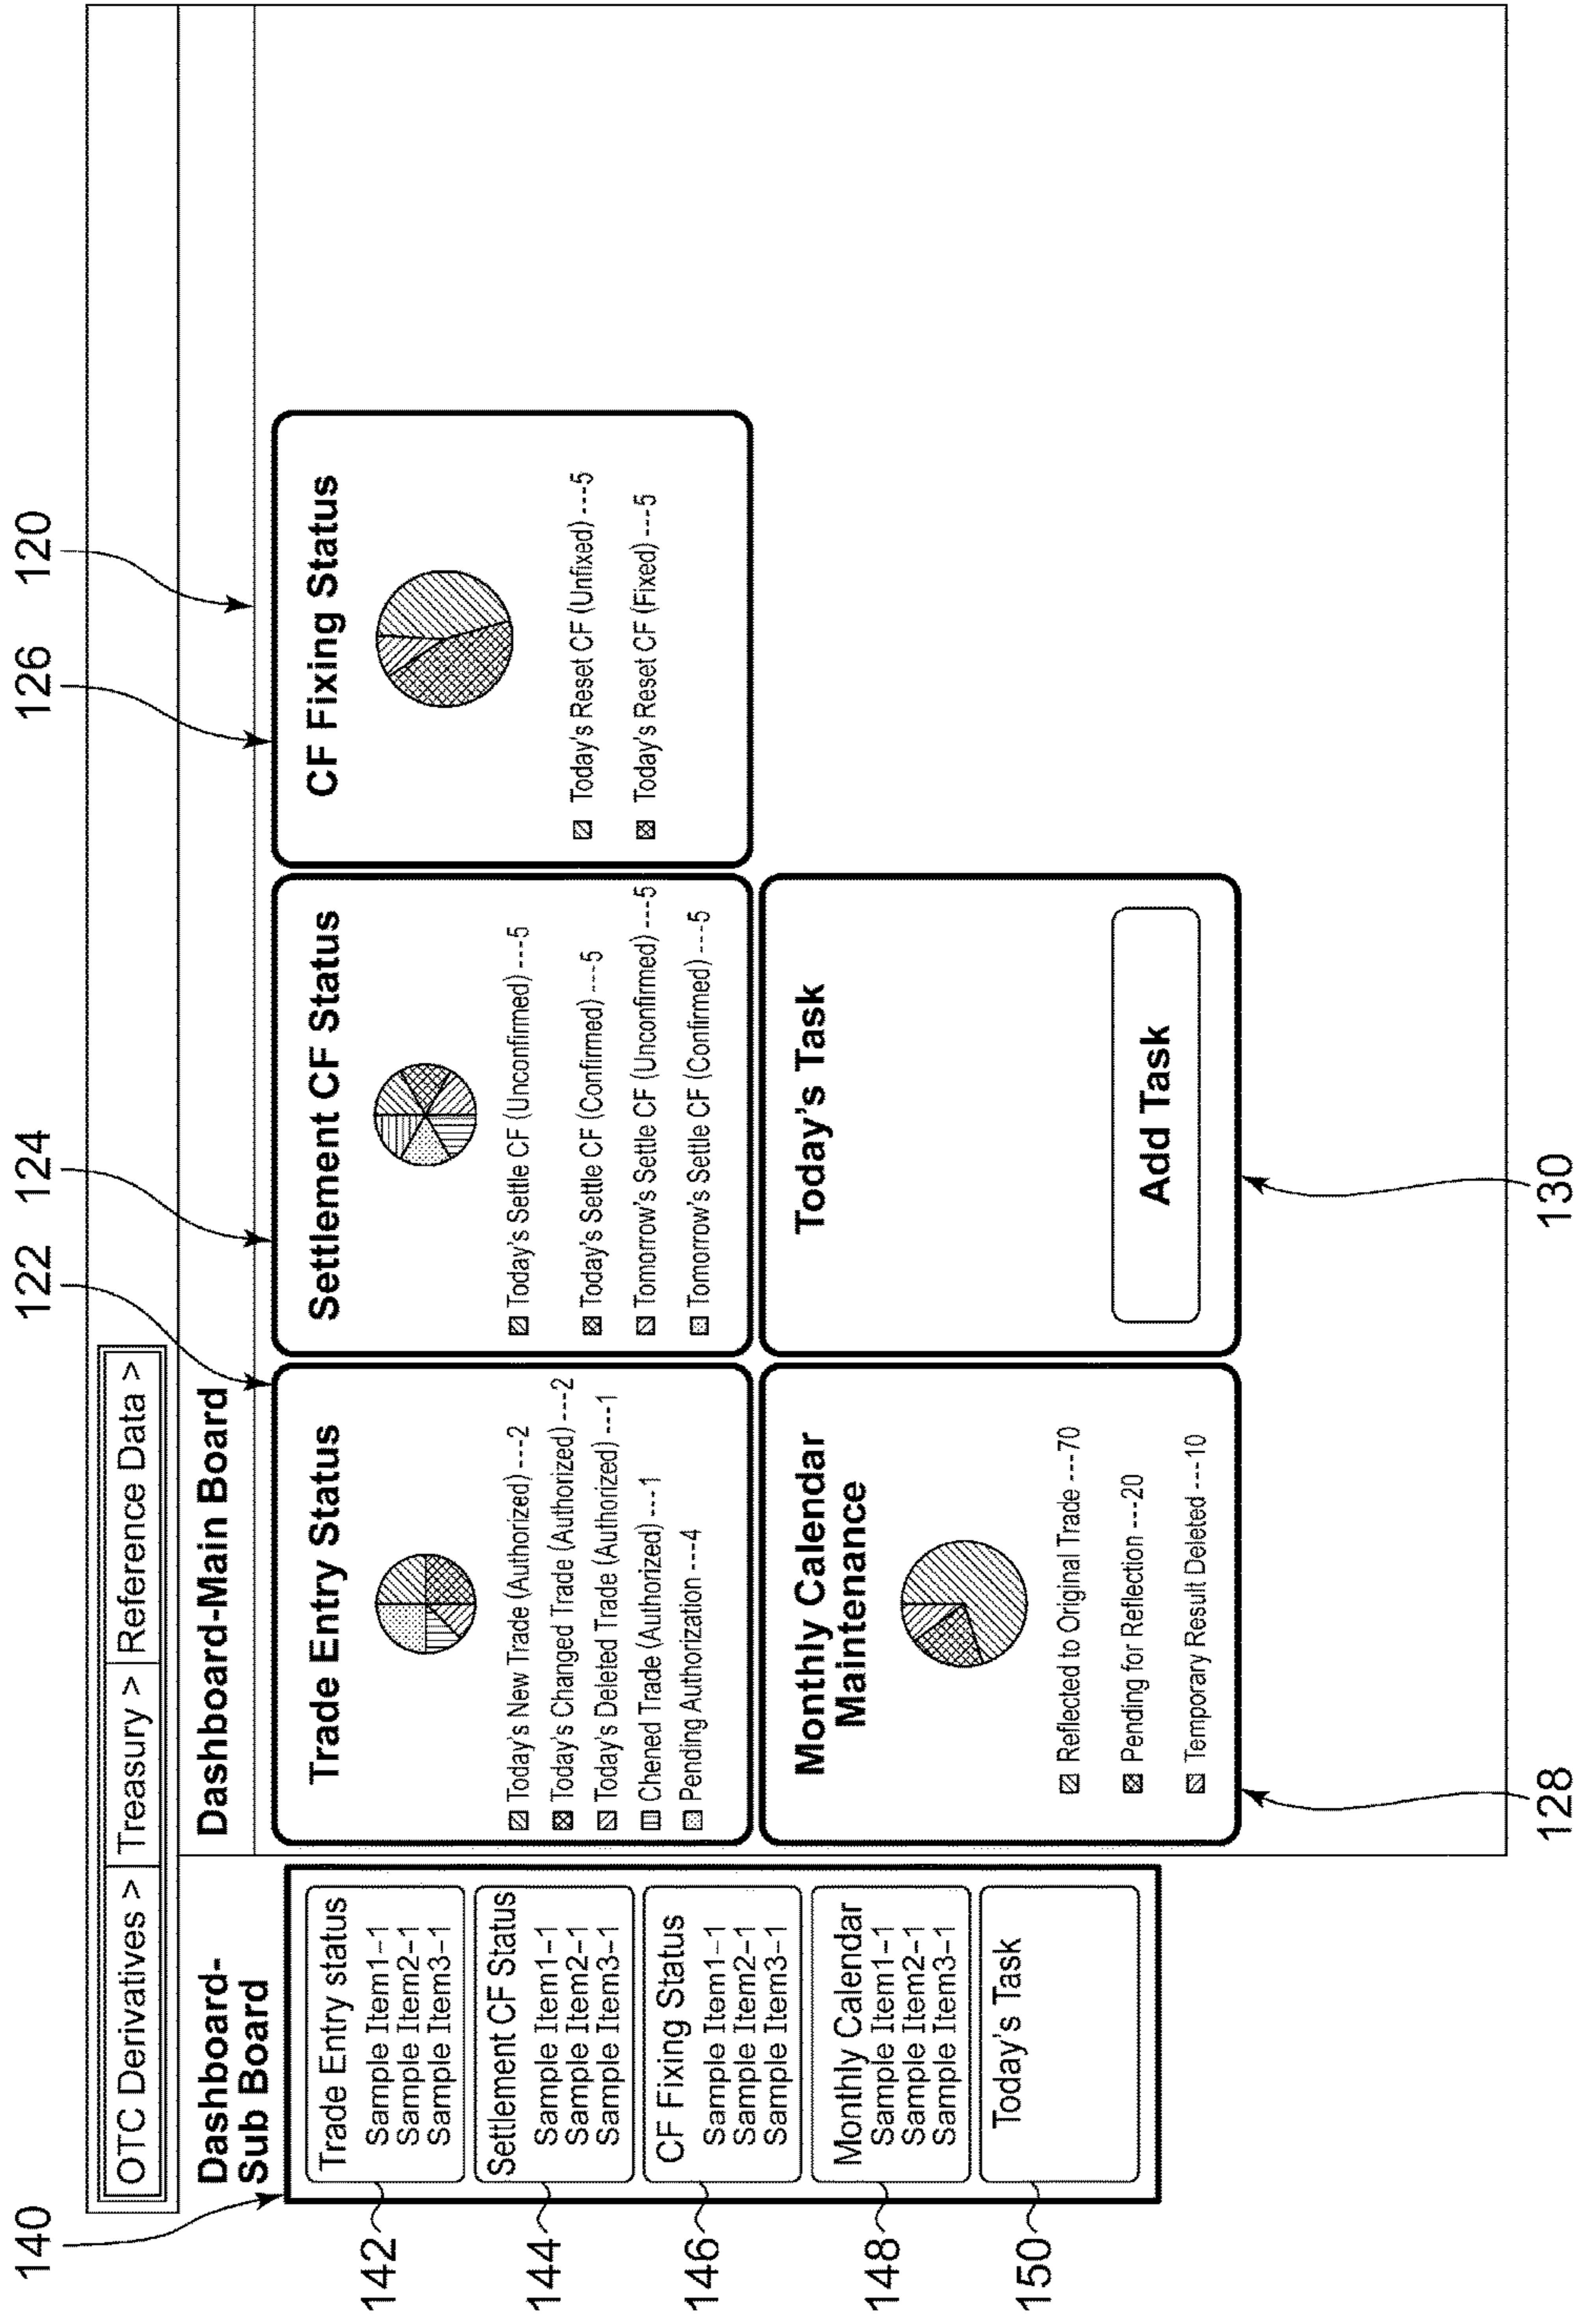 140
122
124
126
120
OTC Derivatives > Treasury > Reference Data >
Dashboard-
Sub Board
Dashboard-Main Board
142
Trade Entry status
Sample Item1-1
Sample Item2-1
Sample Item3-1
144
Settlement CF Status
Sample Item1-1
Sample Item2-1
Sample Item3-1
146
CF Fixing Status
Sample Item1-1
Sample Item2-1
Sample Item3-1
148
Monthly Calendar
Sample Item1-1
Sample Item2-1
Sample Item3-1
150
Today's Task
Trade Entry Status
Today's New Trade (Authorized) ---2
Today's Changed Trade (Authorized) ---2
Today's Deleted Trade (Authorized) ---1
Chened Trade (Authorized) ---1
Pending Authorization ---4
Settlement CF Status
Today's Settle CF (Unconfirmed) ---5
Today's Settle CF (Confirmed) ---5
Tomorrow's Settle CF (Unconfirmed) ---5
Tomorrow's Settle CF (Confirmed) ---5
CF Fixing Status
Today's Reset CF (Unfixed) ---5
Today's Reset CF (Fixed) ---5
Monthly Calendar
Maintenance
Reflected to Original Trade ---70
Pending for Reflection ---20
Temporary Result Deleted ---10
Today's Task
Add Task
128
130